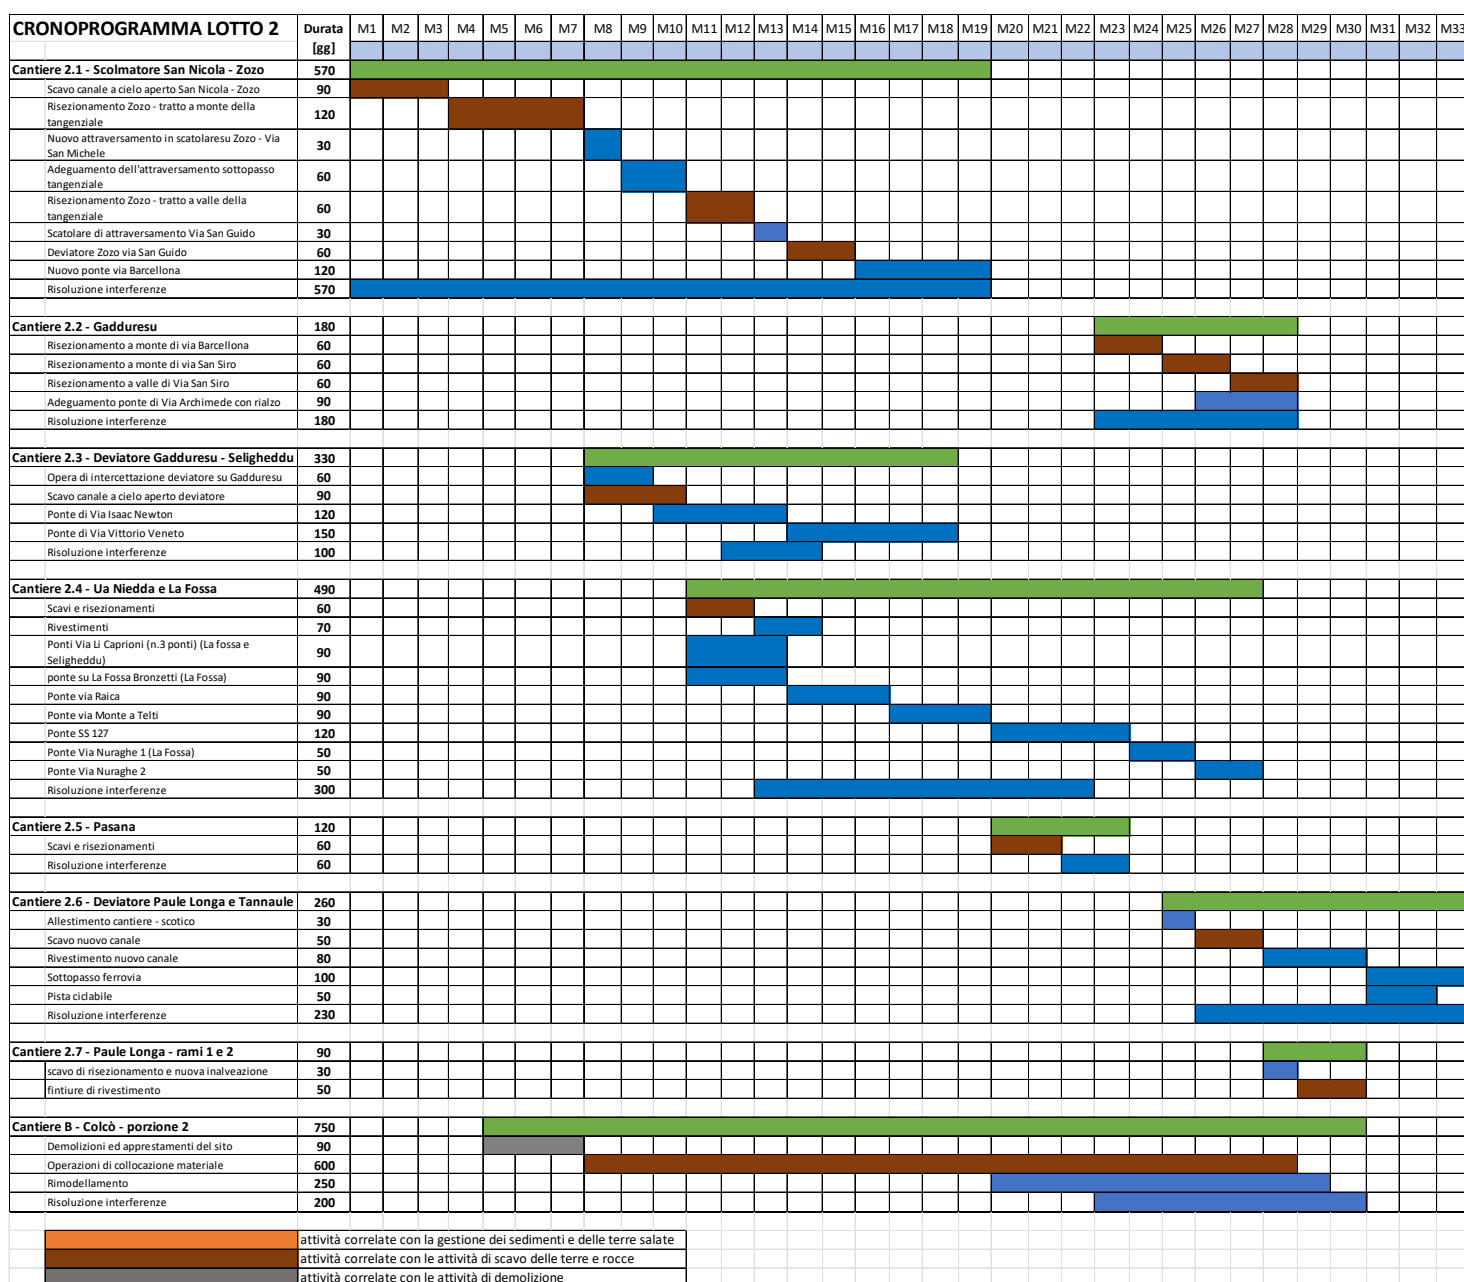 CRONOPROGRAMMA LOTTO 2 Durata M1 M2 M3 M4 M5 M6 M7 M8 M9 M10 M11 M12 M13 M14 M15 M16 M17 M18 M19 M20 M21 M22 M23 M24 M25 M26 M27 M28 M29 M30 M31 M32 M33
[gg]
Cantiere 2.1 - Scolmatore San Nicola - Zozo 570
Scavo canale a cielo aperto San Nicola - Zozo 90
Risezionamento Zozo - tratto a monte della
tangenziale 120
Nuovo attraversamento in scatolaresu Zozo - Via
San Michele 30
Adeguamento dell'attraversamento sottopasso
tangenziale 60
Risezionamento Zozo - tratto a valle della
tangenziale 60
Scatolare di attraversamento Via San Guido 30
Deviatore Zozo via San Guido 60
Nuovo ponte via Barcellona 120
Risoluzione interferenze 570
Cantiere 2.2 - Gadduresu 180
Risezionamento a monte di via Barcellona 60
Risezionamento a monte di via San Siro 60
Risezionamento a valle di Via San Siro 60
Adeguamento ponte di Via Archimede con rialzo 90
Risoluzione interferenze 180
Cantiere 2.3 - Deviatore Gadduresu - Seligheddu 330
Opera di intercettazione deviatore su Gadduresu 60
Scavo canale a cielo aperto deviatore 90
Ponte di Via Isaac Newton 120
Ponte di Via Vittorio Veneto 150
Risoluzione interferenze 100
Cantiere 2.4 - Ua Niedda e La Fossa 490
Scavi e risezionamenti 60
Rivestimenti 70
Ponti Via Li Caprioni (n.3 ponti) (La fossa e
Seligheddu) 90
ponte su La Fossa Bronzetti (La Fossa) 90
Ponte via Raica 90
Ponte via Monte a Telti 90
Ponte SS 127 120
Ponte Via Nuraghe 1 (La Fossa) 50
Ponte Via Nuraghe 2 50
Risoluzione interferenze 300
Cantiere 2.5 - Pasana 120
Scavi e risezionamenti 60
Risoluzione interferenze 60
Cantiere 2.6 - Deviatore Paule Longa e Tannaule 260
Allestimento cantiere - scotico 30
Scavo nuovo canale 50
Rivestimento nuovo canale 80
Sottopasso ferrovia 100
Pista ciclabile 50
Risoluzione interferenze 230
Cantiere 2.7 - Paule Longa - rami 1 e 2 90
scavo di risezionamento e nuova inalveazione 30
fintiure di rivestimento 50
Cantiere B - Colcò - porzione 2 750
Demolizioni ed apprestamenti del sito 90
Operazioni di collocazione materiale 600
Rimodellamento 250
Risoluzione interferenze 200
attività correlate con la gestione dei sedimenti e delle terre salate
attività correlate con le attività di scavo delle terre e rocce
attività correlate con le attività di demolizione